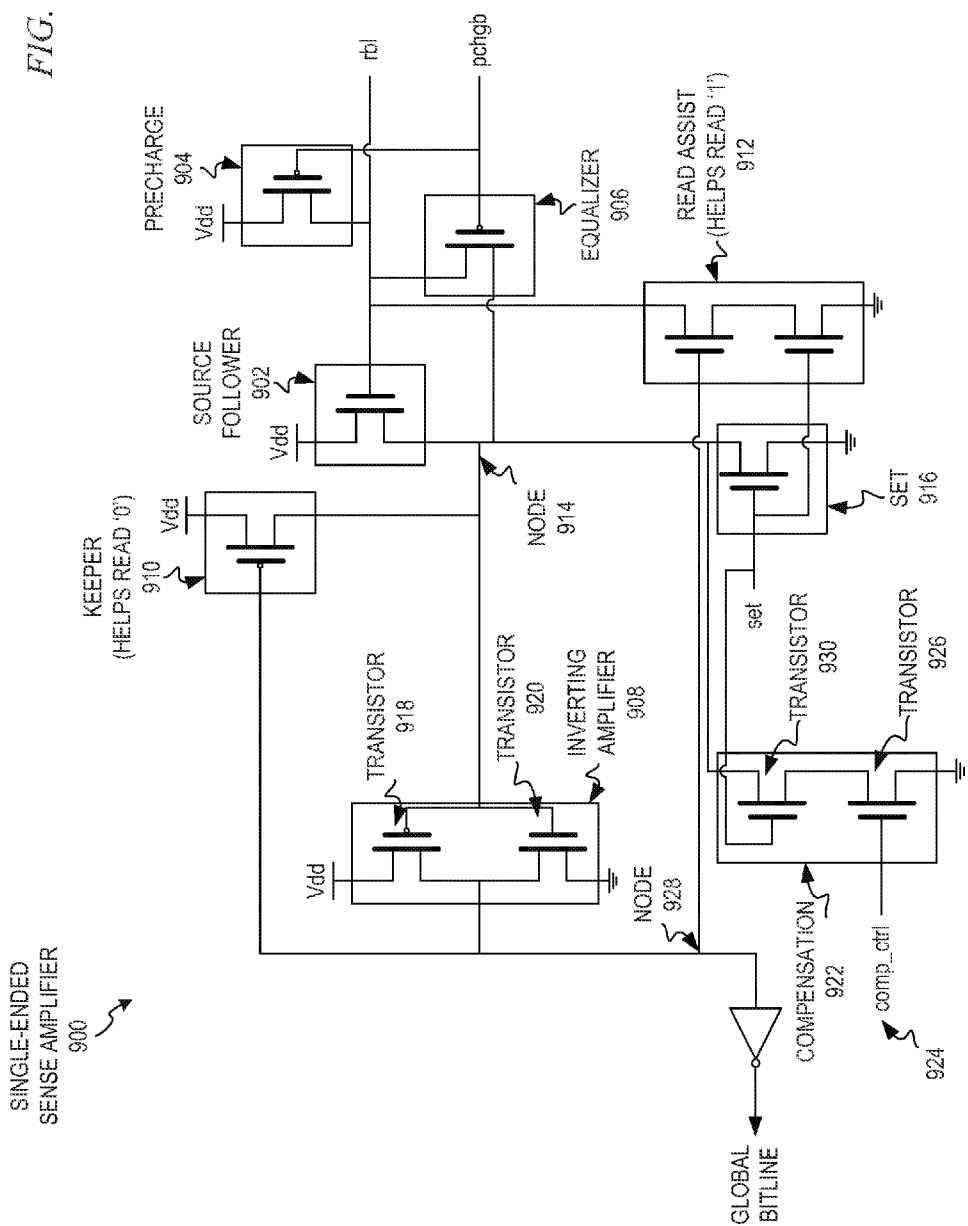 FIG.
SINGLE-ENDED
SENSE AMPLIFIER
900
KEEPER
(HELPS READ '0')
910
Vdd
SOURCE
FOLLOWER
902
Vdd
PRECHARGE
904
Vdd
rbl
pchgb
EQUALIZER
906
NODE
914
TRANSISTOR
918
Vdd
TRANSISTOR
920
INVERTING
AMPLIFIER
908
READ ASSIST
(HELPS READ '1')
912
SET
916
set
NODE
928
TRANSISTOR
930
TRANSISTOR
926
COMPENSATION
922
comp_ctrl
924
GLOBAL
BITLINE